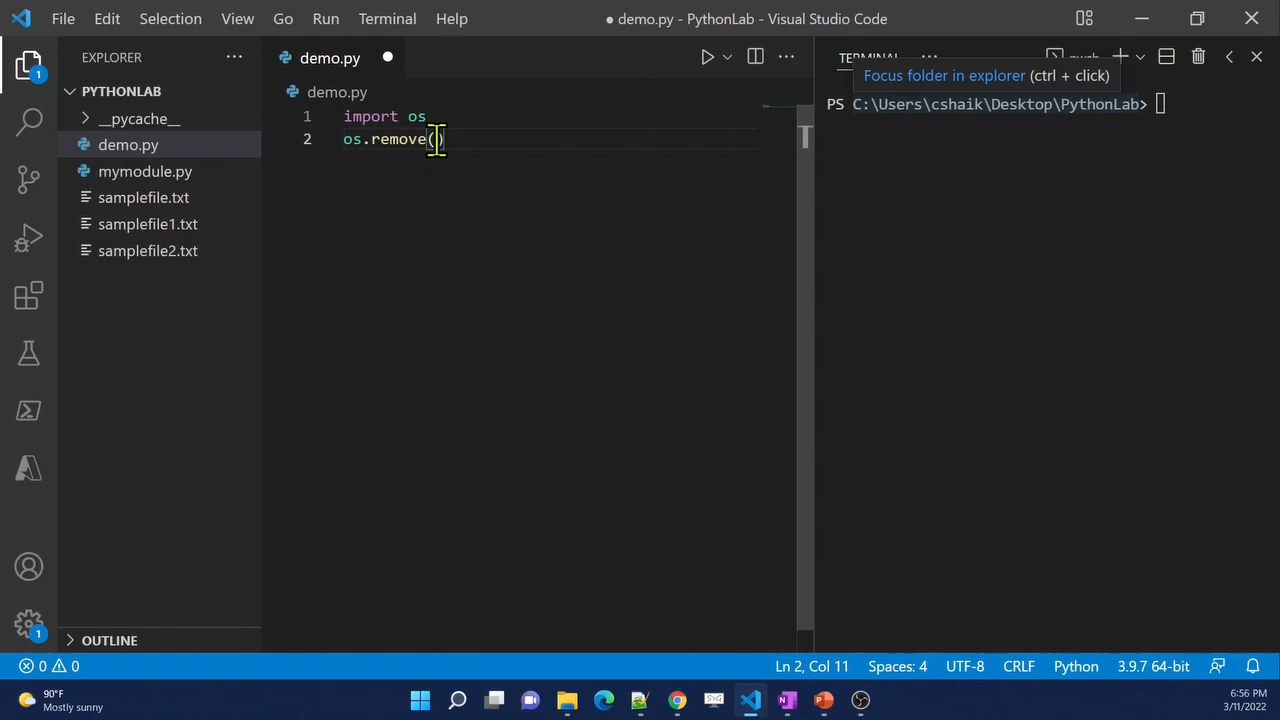 File Edit Selection View Go Run Terminal Help
● demo.py - PythonLab - Visual Studio Code
EXPLORER
PYTHONLAB
__pycache__
demo.py
mymodule.py
samplefile.txt
samplefile1.txt
samplefile2.txt
OUTLINE
demo.py
demo.py
1 import os
2 os.remove()
TERMINAL
Focus folder in explorer (ctrl + click)
PS C:\Users\cshaik\Desktop\PythonLab>
1
1
0 0 Ln 2, Col 11 Spaces: 4 UTF-8 CRLF Python 3.9.7 64-bit
90°F
Mostly sunny
6:56 PM
3/11/2022